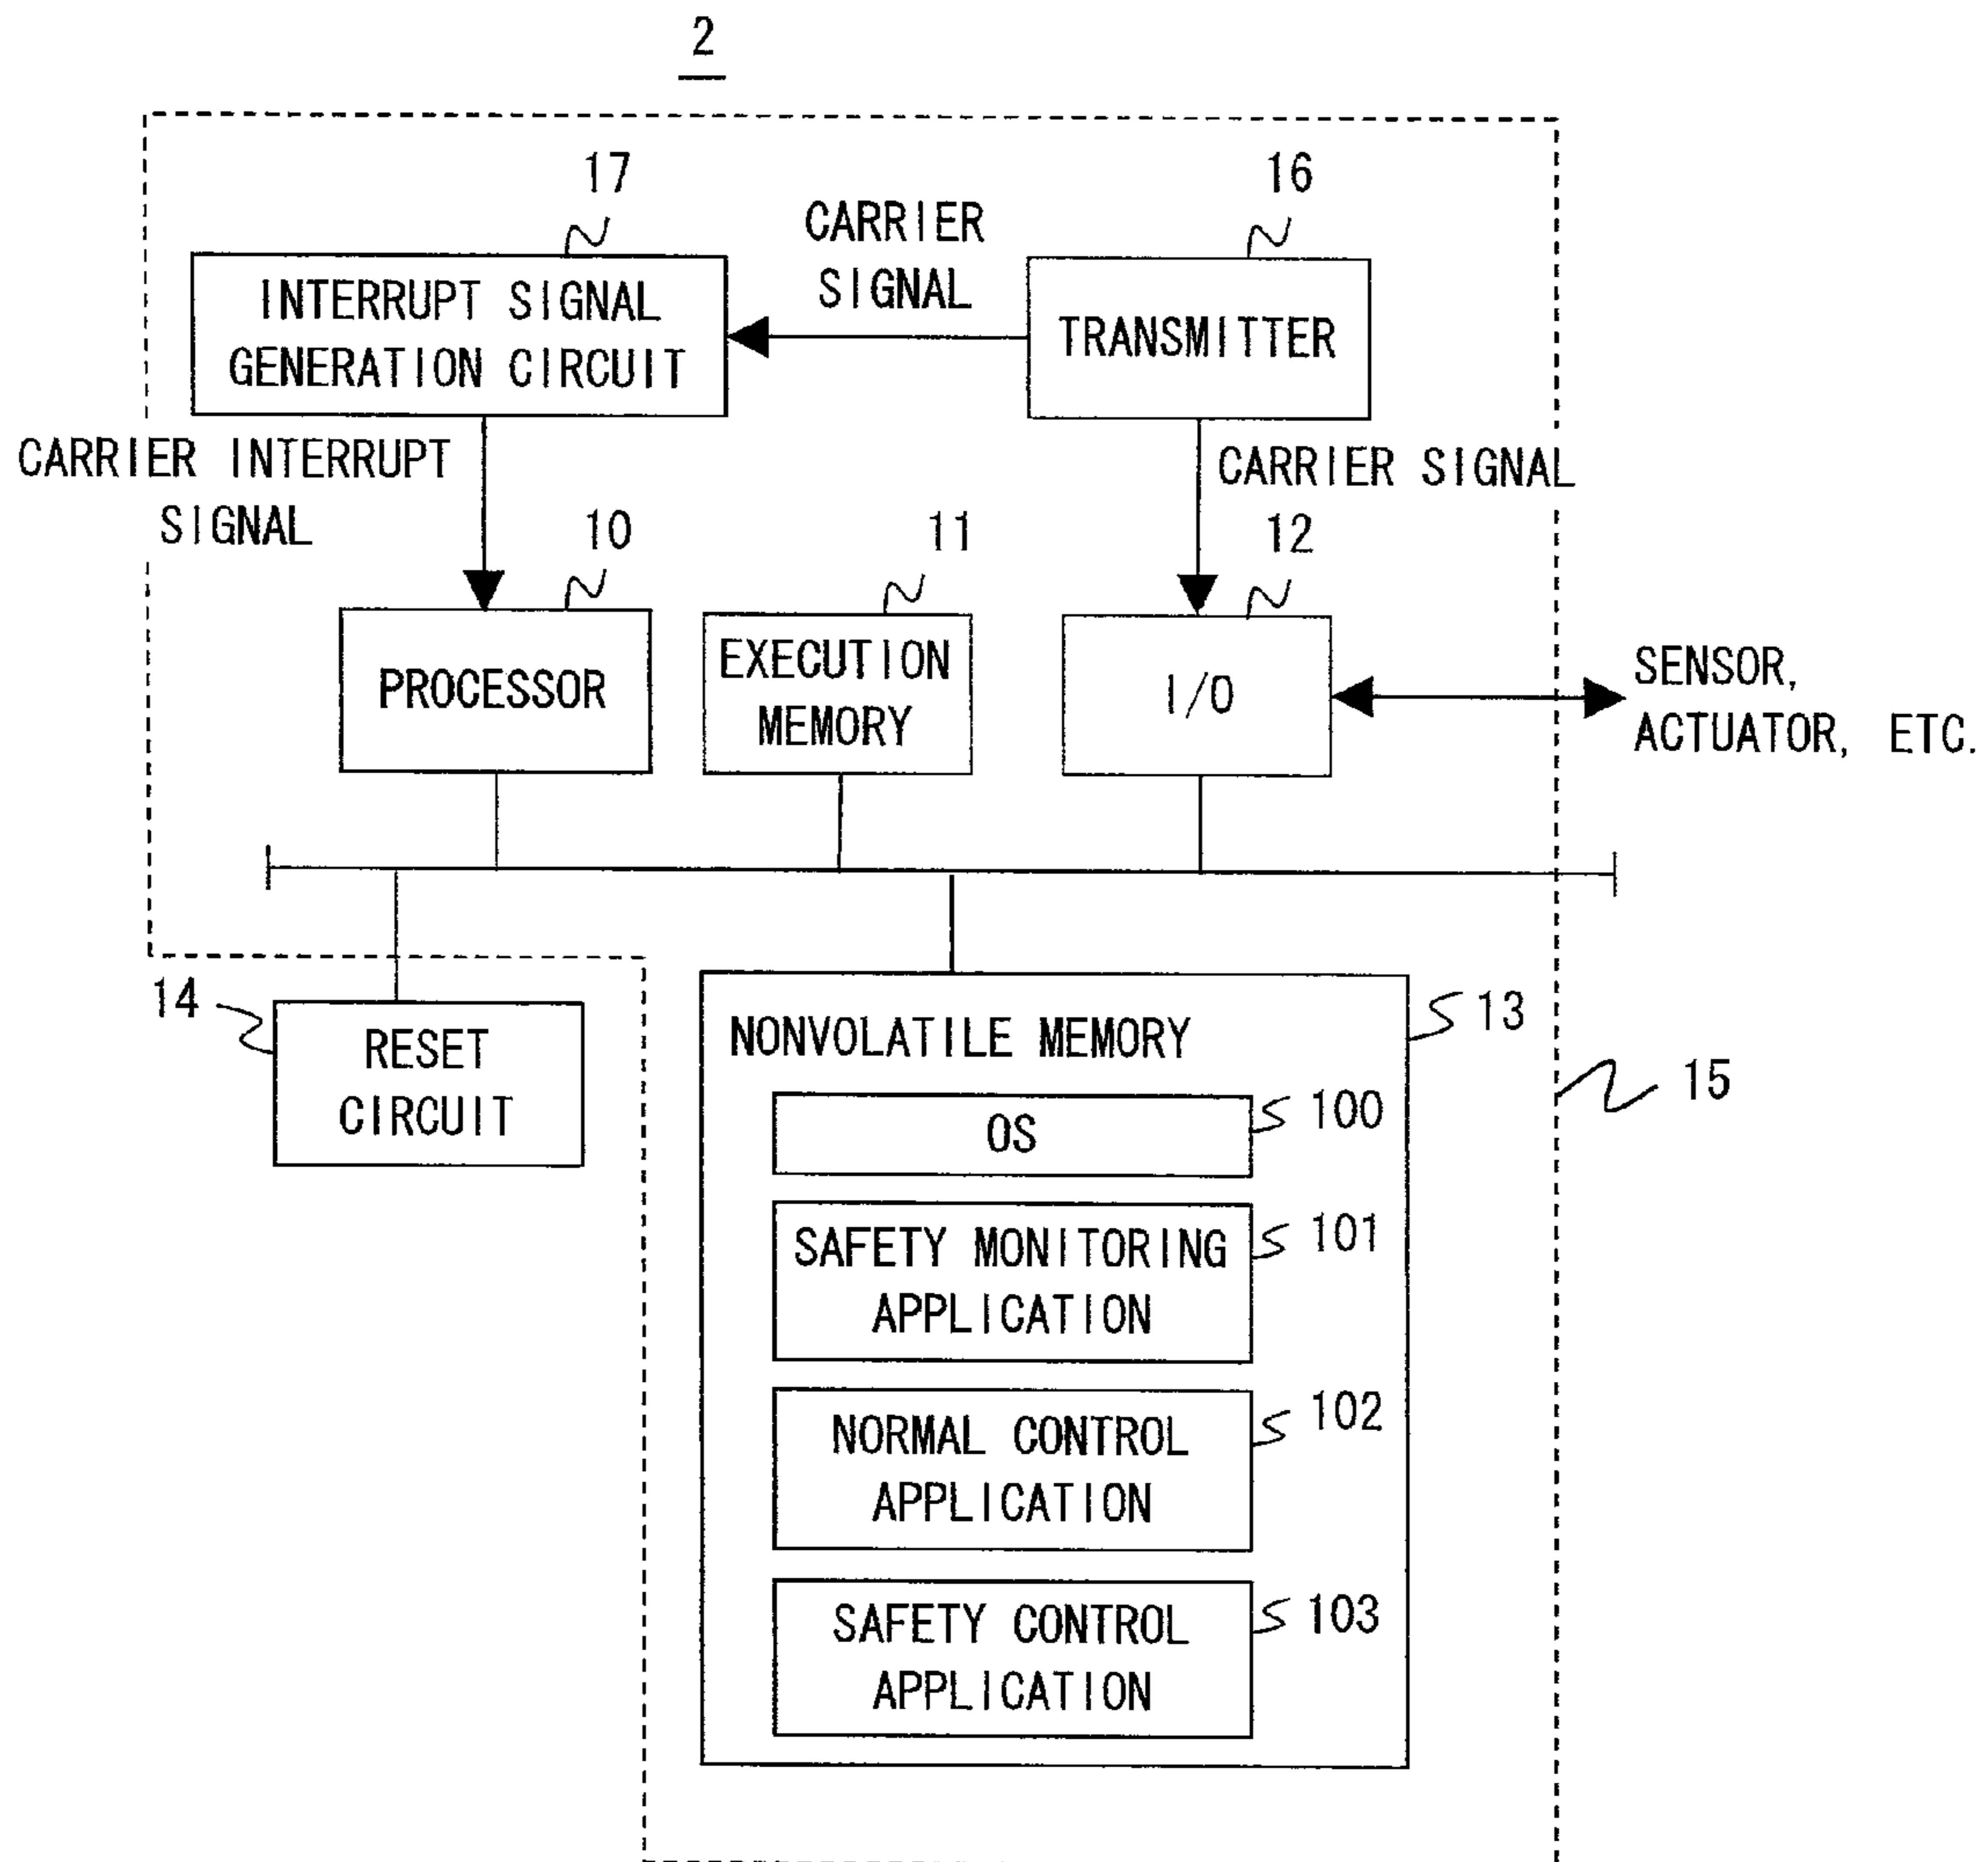 2
17
16
CARRIER
SIGNAL
INTERRUPT SIGNAL
GENERATION CIRCUIT
TRANSMITTER
CARRIER INTERRUPT
SIGNAL
CARRIER SIGNAL
10
11
12
PROCESSOR
EXECUTION
MEMORY
I/O
SENSOR,
ACTUATOR, ETC.
14
RESET
CIRCUIT
NONVOLATILE MEMORY
13
15
OS
100
SAFETY MONITORING
APPLICATION
101
NORMAL CONTROL
APPLICATION
102
SAFETY CONTROL
APPLICATION
103